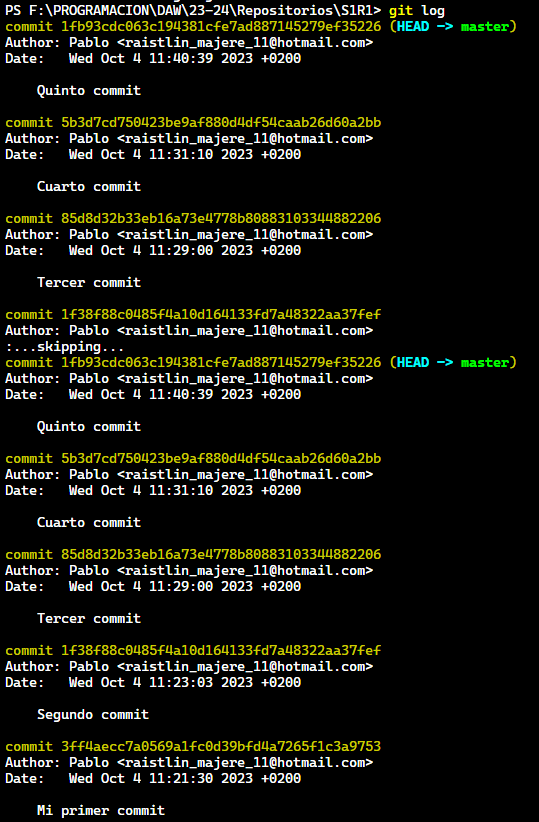 PS F:\PROGRAMACION\DAW\23-24\Repositorios\S1R1> git log
commit 1fb93cdc063c194381cfe7ad887145279ef35226 (HEAD -> master)
Author: Pablo <raistlin_majere_11@hotmail.com>
Date:   Wed Oct 4 11:40:39 2023 +0200
    Quinto commit
commit 5b3d7cd750423be9af880d4df54caab26d60a2bb
Author: Pablo <raistlin_majere_11@hotmail.com>
Date:   Wed Oct 4 11:31:10 2023 +0200
    Cuarto commit
commit 85d8d32b33eb16a73e4778b80883103344882206
Author: Pablo <raistlin_majere_11@hotmail.com>
Date:   Wed Oct 4 11:29:00 2023 +0200
    Tercer commit
commit 1f38f88c0485f4a10d164133fd7a48322aa37fef
Author: Pablo <raistlin_majere_11@hotmail.com>
:...skipping...
commit 1fb93cdc063c194381cfe7ad887145279ef35226 (HEAD -> master)
Author: Pablo <raistlin_majere_11@hotmail.com>
Date:   Wed Oct 4 11:40:39 2023 +0200
    Quinto commit
commit 5b3d7cd750423be9af880d4df54caab26d60a2bb
Author: Pablo <raistlin_majere_11@hotmail.com>
Date:   Wed Oct 4 11:31:10 2023 +0200
    Cuarto commit
commit 85d8d32b33eb16a73e4778b80883103344882206
Author: Pablo <raistlin_majere_11@hotmail.com>
Date:   Wed Oct 4 11:29:00 2023 +0200
    Tercer commit
commit 1f38f88c0485f4a10d164133fd7a48322aa37fef
Author: Pablo <raistlin_majere_11@hotmail.com>
Date:   Wed Oct 4 11:23:03 2023 +0200
    Segundo commit
commit 3ff4aecc7a0569a1fc0d39bfd4a7265f1c3a9753
Author: Pablo <raistlin_majere_11@hotmail.com>
Date:   Wed Oct 4 11:21:30 2023 +0200
    Mi primer commit